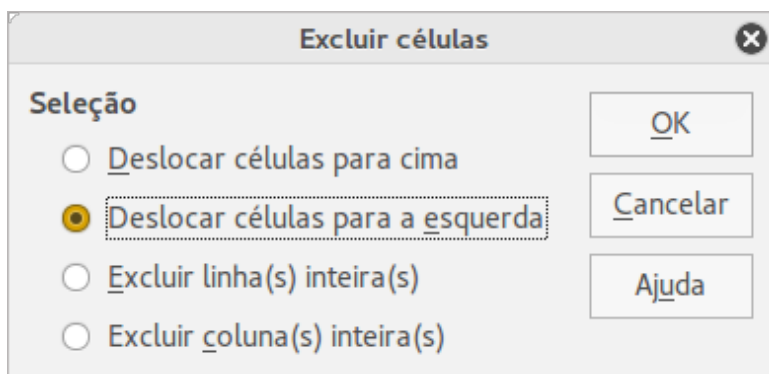 Excluir células
Seleção
Deslocar células para cima
Deslocar células para a esquerda
Excluir linha(s) inteira(s)
Excluir coluna(s) inteira(s)
OK
Cancelar
Ajuda